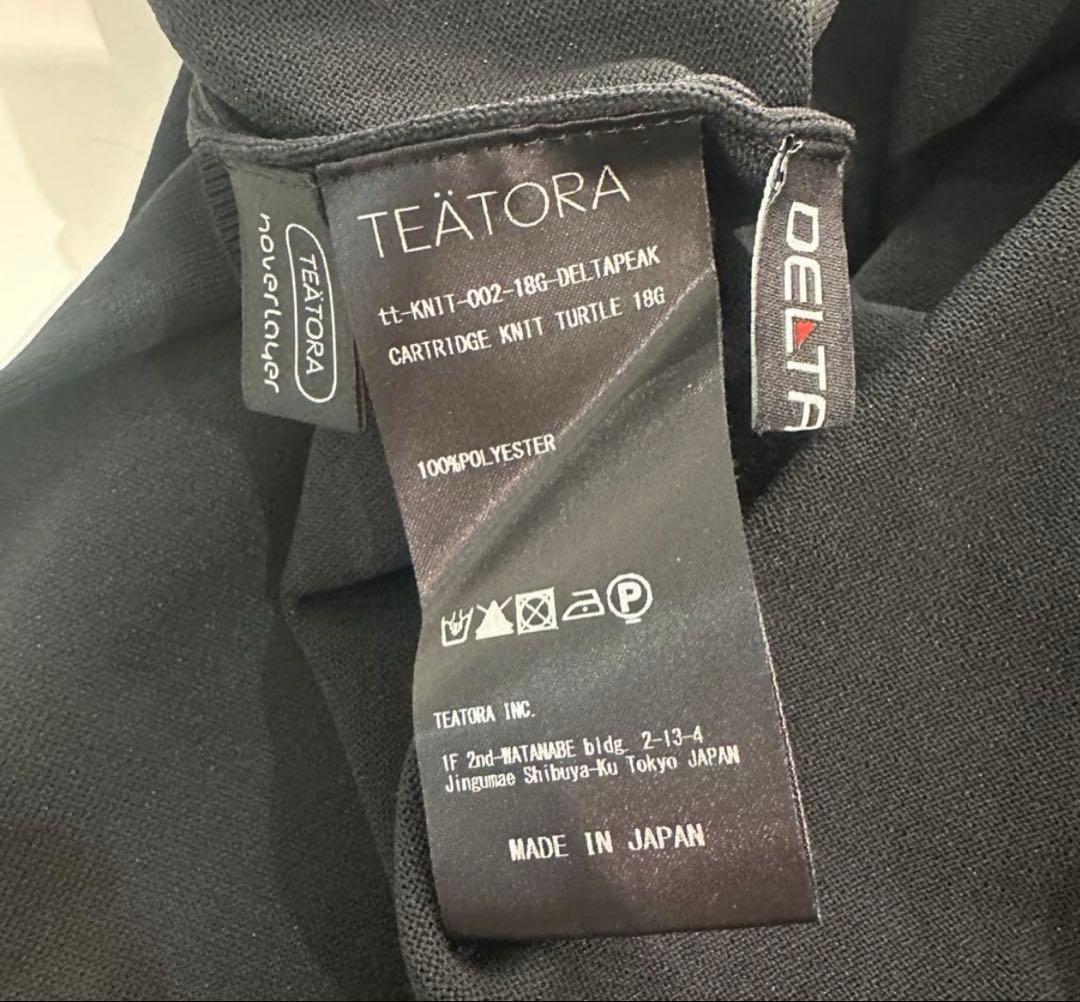 TEÄTORA
noverlayer
TEÄTORA
tt-KNIT-002-18G-DELTAPEAK
CARTRIDGE KNIT TURTLE 18G
100%POLYESTER
P
TEATORA INC.
1F 2nd-WATANABE bldg. 2-13-4
Jingumae Shibuya-Ku Tokyo JAPAN
MADE IN JAPAN
DELTA